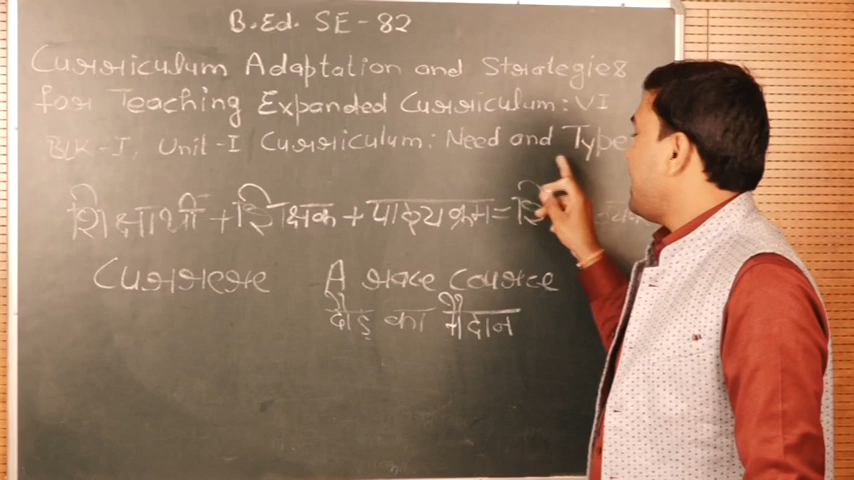 B.Ed. SE-82
Curriculum Adaptation and Strategies
for Teaching Expanded Curriculum: VI
BLK-I, Unit-I Curriculum: Need and Type
शिक्षार्थी + शिक्षक + पाठ्यक्रम =
Currere A race course
दौड़ का मैदान